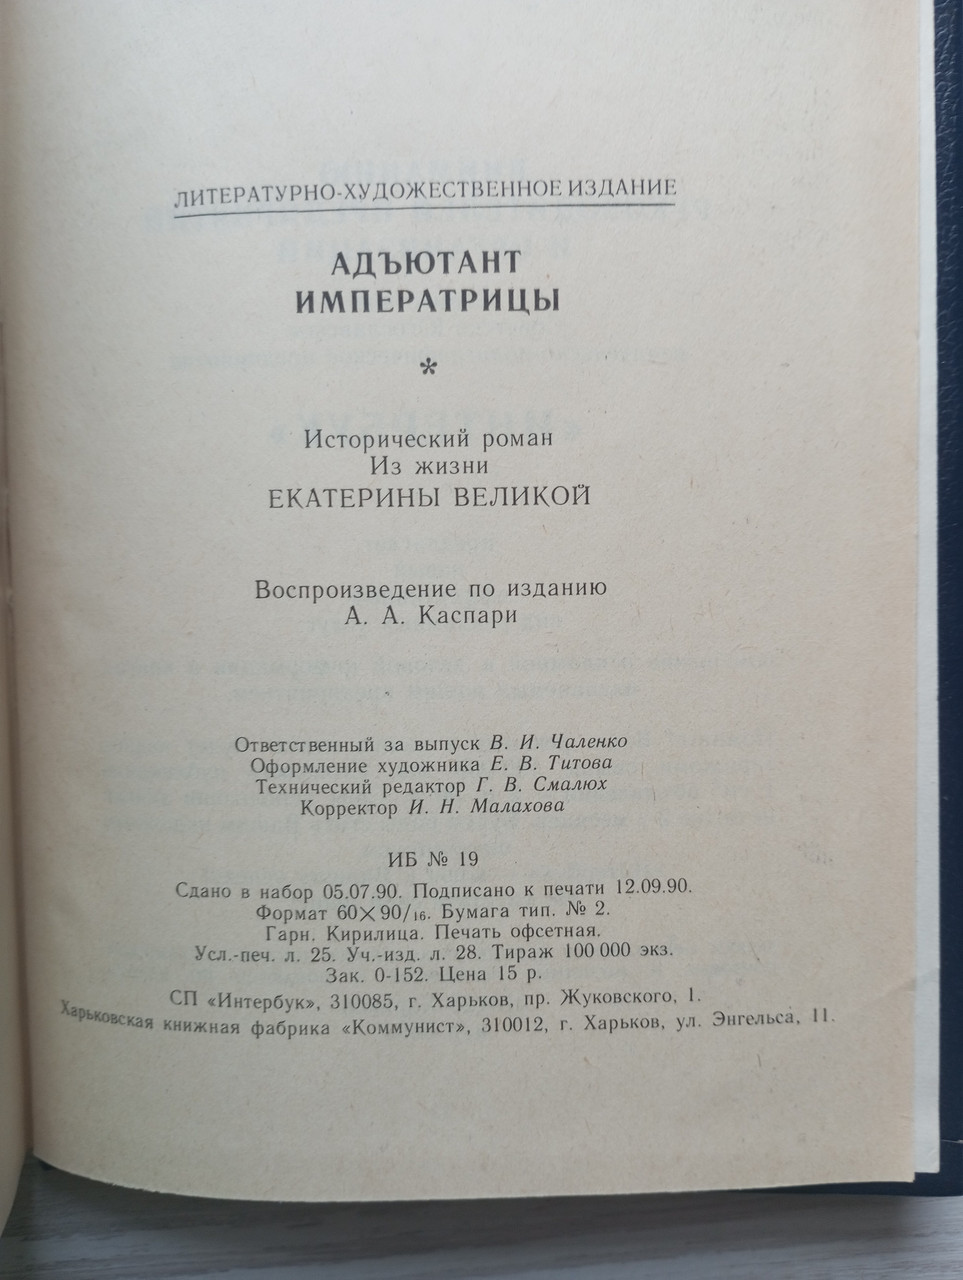 ЛИТЕРАТУРНО-ХУДОЖЕСТВЕННОЕ ИЗДАНИЕ
АДЪЮТАНТ
ИМПЕРАТРИЦЫ
*
Исторический роман
Из жизни
ЕКАТЕРИНЫ ВЕЛИКОЙ
Воспроизведение по изданию
А. А. Каспари
Ответственный за выпуск В. И. Чаленко
Оформление художника Е. В. Титова
Технический редактор Г. В. Смалюх
Корректор И. Н. Малахова
ИБ № 19
Сдано в набор 05.07.90. Подписано к печати 12.09.90.
Формат 60×90/16. Бумага тип. № 2.
Гарн. Кирилица. Печать офсетная.
Усл.-печ. л. 25. Уч.-изд. л. 28. Тираж 100 000 экз.
Зак. 0-152. Цена 15 р.
СП «Интербук», 310085, г. Харьков, пр. Жуковского, 1.
Харьковская книжная фабрика «Коммунист», 310012, г. Харьков, ул. Энгельса, 11.